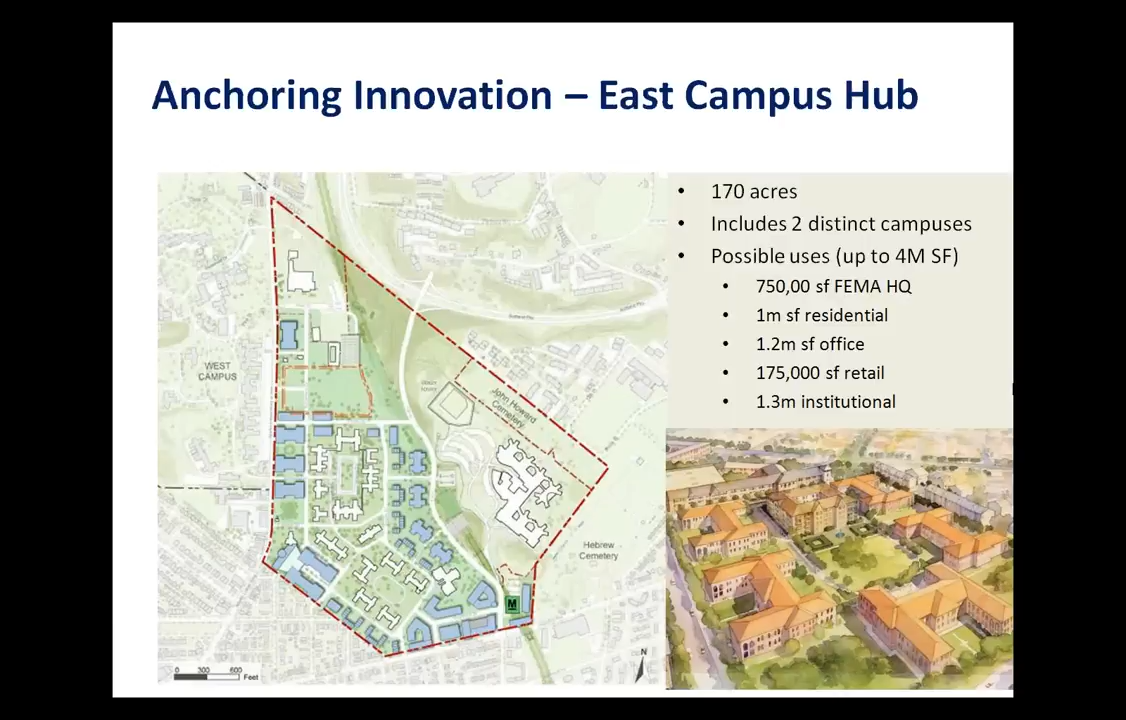 Anchoring Innovation – East Campus Hub
• 170 acres
• Includes 2 distinct campuses
• Possible uses (up to 4M SF)
• 750,00 sf FEMA HQ
• 1m sf residential
• 1.2m sf office
• 175,000 sf retail
• 1.3m institutional
WEST
CAMPUS
John Howard
Cemetery
Hebrew
Cemetery
M
N
0 300 600
Feet